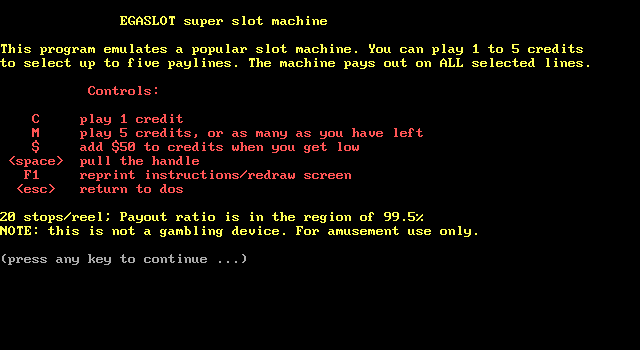 EGASLOT super slot machine
This program emulates a popular slot machine. You can play 1 to 5 credits
to select up to five paylines. The machine pays out on ALL selected lines.
Controls:
C play 1 credit
M play 5 credits, or as many as you have left
$ add $50 to credits when you get low
<space> pull the handle
F1 reprint instructions/redraw screen
<esc> return to dos
20 stops/reel; Payout ratio is in the region of 99.5%
NOTE: this is not a gambling device. For amusement use only.
(press any key to continue ...)